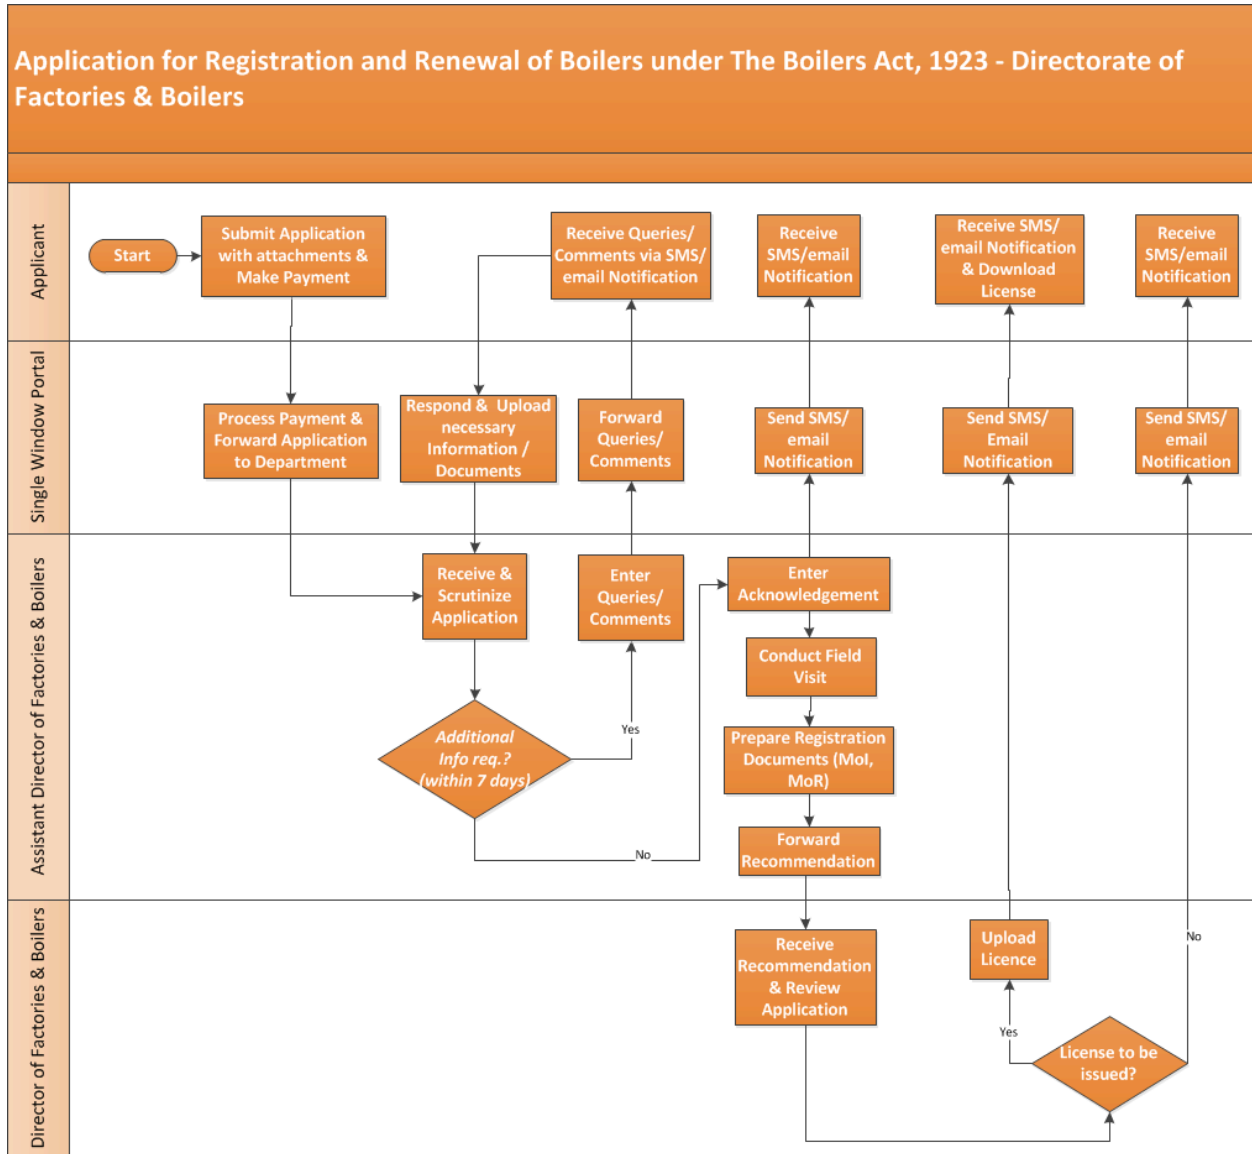 Application for Registration and Renewal of Boilers under The Boilers Act, 1923 - Directorate of
Factories & Boilers
Applicant
Start
Submit Application
with attachments &
Make Payment
Receive Queries/
Comments via SMS/
email Notification
Receive
SMS/email
Notification
Receive SMS/
email Notification
& Download
License
Receive
SMS/email
Notification
Single Window Portal
Process Payment &
Forward Application
to Department
Respond & Upload
necessary
Information /
Documents
Forward
Queries/
Comments
Send SMS/
email
Notification
Send SMS/
Email
Notification
Send SMS/
email
Notification
Assistant Director of Factories & Boilers
Receive &
Scrutinize
Application
Enter
Queries/
Comments
Enter
Acknowledgement
Conduct Field
Visit
Additional
Info req.?
(within 7 days)
Yes
No
Prepare Registration
Documents (MoI,
MoR)
Forward
Recommendation
Director of Factories & Boilers
Receive
Recommendation
& Review
Application
Upload
Licence
Yes
No
License to be
issued?